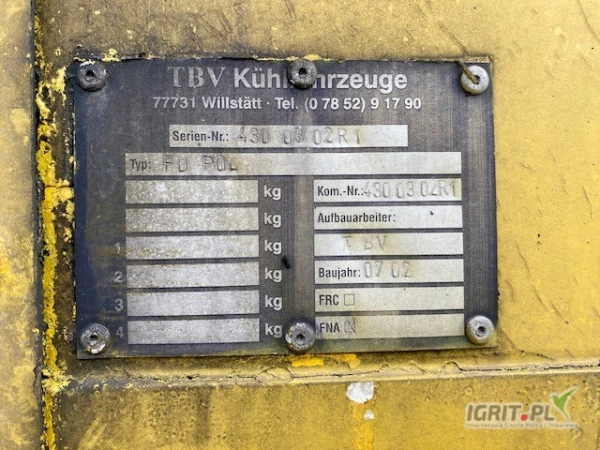 TBV Kühlfahrzeuge
77731 Willstätt · Tel. (0 78 52) 9 17 90
Serien-Nr.: 430 03 02R1
Typ: FD POL
kg Kom.-Nr.: 430 03 02R1
kg Aufbauarbeiter:
1 kg TBV
2 kg Baujahr: 07 02
3 kg FRC
4 kg FNA
IGRIT.PL